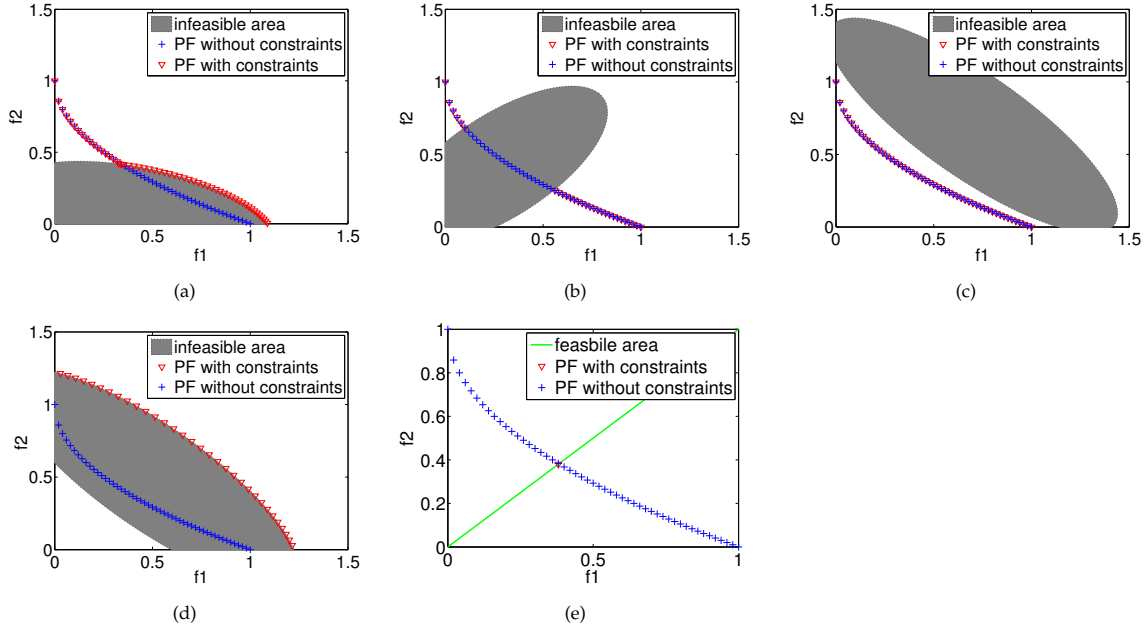 1.5
1
0.5
0
f2
infeasible area
PF without constraints
PF with constraints
0 0.5 1 1.5
f1
(a)
1.5
1
0.5
0
f2
infeasbile area
PF with constraints
PF without constraints
0 0.5 1 1.5
f1
(b)
1.5
1
0.5
0
f2
infeasible area
PF with constraints
PF without constraints
0 0.5 1 1.5
f1
(c)
1.5
1
0.5
0
f2
infeasible area
PF with constraints
PF without constraints
0 0.5 1 1.5
f1
(d)
1
0.8
0.6
0.4
0.2
0
f2
feasbile area
PF with constraints
PF without constraints
0 0.5 1
f1
(e)